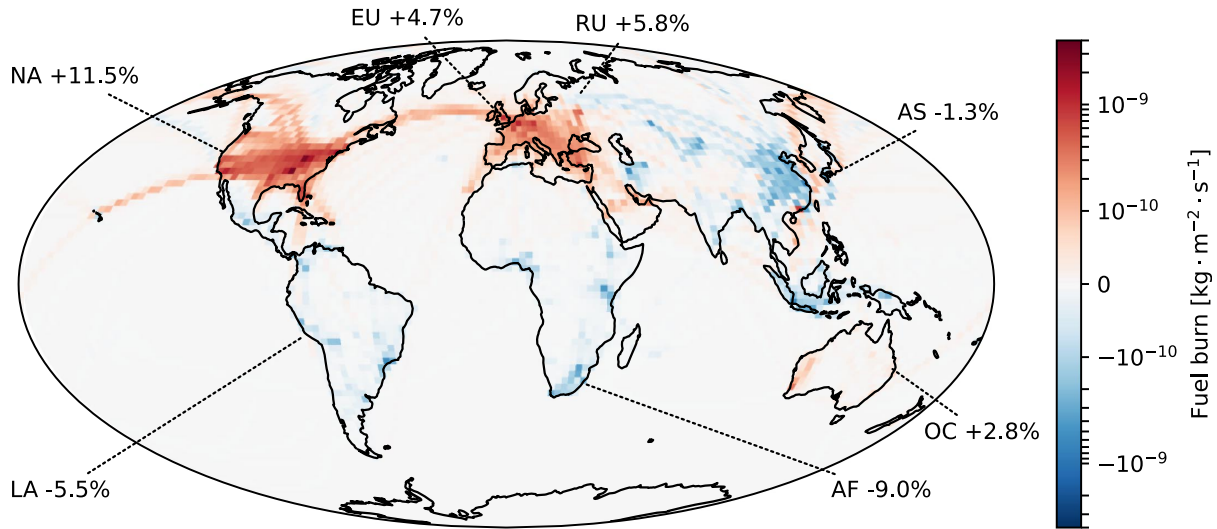 EU +4.7%
RU +5.8%
NA +11.5%
AS -1.3%
OC +2.8%
LA -5.5%
AF -9.0%
10⁻⁹
10⁻¹⁰
0
−10⁻¹⁰
−10⁻⁹
Fuel burn [kg · m⁻² · s⁻¹]